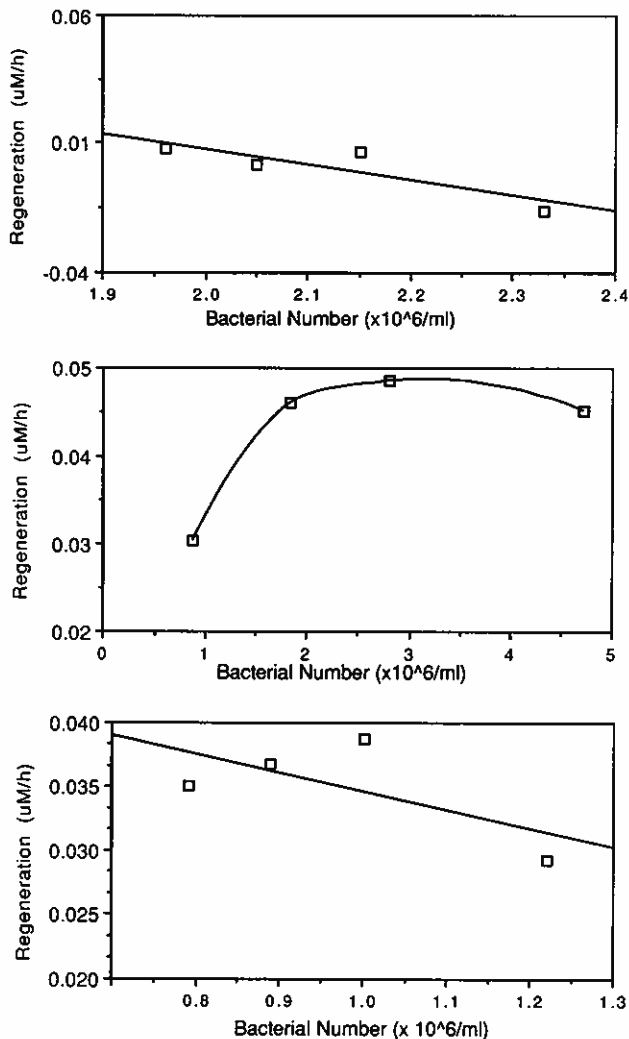 0.06
0.01
-0.04
Regeneration (uM/h)
1.9 2.0 2.1 2.2 2.3 2.4
Bacterial Number (x10^6/ml)
0.05
0.04
0.03
0.02
Regeneration (uM/h)
0 1 2 3 4 5
Bacterial Number (x10^6/ml)
0.040
0.035
0.030
0.025
0.020
Regeneration (uM/h)
0.8 0.9 1.0 1.2 1.3
Bacterial Number (x 10^6/ml)